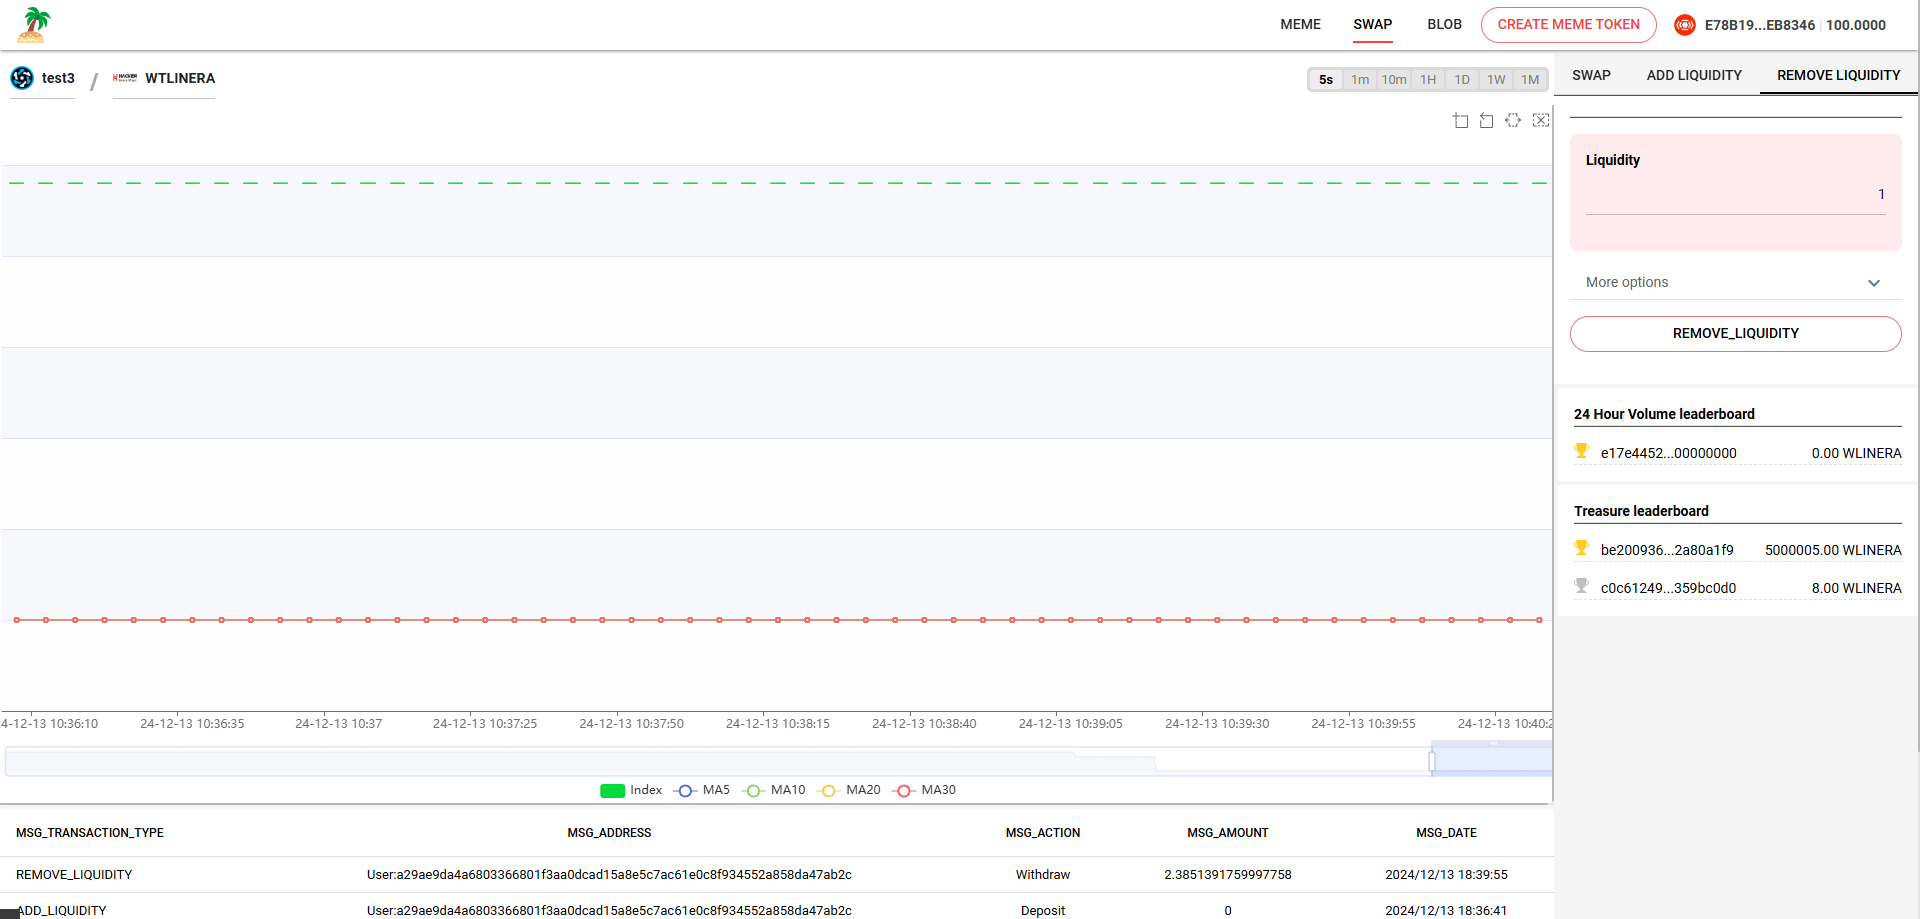 MEME SWAP BLOB CREATE MEME TOKEN E78B19...EB8346 100.0000
test3 / HACKER WTLINERA 5s 1m 10m 1H 1D 1W 1M
SWAP ADD LIQUIDITY REMOVE LIQUIDITY
Liquidity
1
More options
REMOVE_LIQUIDITY
24 Hour Volume leaderboard
e17e4452...00000000 0.00 WLINERA
Treasure leaderboard
be200936...2a80a1f9 5000005.00 WLINERA
c0c61249...359bc0d0 8.00 WLINERA
4-12-13 10:36:10 24-12-13 10:36:35 24-12-13 10:37 24-12-13 10:37:25 24-12-13 10:37:50 24-12-13 10:38:15 24-12-13 10:38:40 24-12-13 10:39:05 24-12-13 10:39:30 24-12-13 10:39:55 24-12-13 10:40:2
Index MA5 MA10 MA20 MA30
MSG_TRANSACTION_TYPE MSG_ADDRESS MSG_ACTION MSG_AMOUNT MSG_DATE
REMOVE_LIQUIDITY User:a29ae9da4a6803366801f3aa0dcad15a8e5c7ac61e0c8f934552a858da47ab2c Withdraw 2.3851391759997758 2024/12/13 18:39:55
ADD_LIQUIDITY User:a29ae9da4a6803366801f3aa0dcad15a8e5c7ac61e0c8f934552a858da47ab2c Deposit 0 2024/12/13 18:36:41